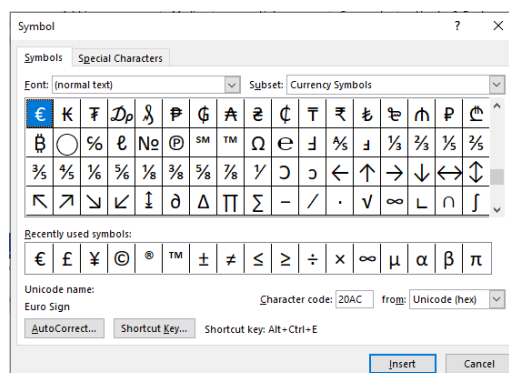 Symbol ? ×
Symbols Special Characters
Font: (normal text) Subset: Currency Symbols
€ ₭ ₮ ₯ ₰ ₱ ₲ ₳ ₴ ₵ ₸ ₹ ₺ ₻ ₼ ₽ ₾
₿ ⃝ ℅ ℓ № ℗ ℠ ™ Ω ℮ Ⅎ ⅍ ⅎ ⅓ ⅔ ⅕ ⅖
⅗ ⅘ ⅙ ⅚ ⅛ ⅜ ⅝ ⅞ ⅟ Ↄ ↄ ← ↑ → ↓ ↔ ↕
↖ ↗ ↘ ↙ ↨ ∂ ∆ ∏ ∑ − ∕ ∙ √ ∞ ∟ ∩ ∫
Recently used symbols:
€ £ ¥ © ® ™ ± ≠ ≤ ≥ ÷ × ∞ µ α β π
Unicode name:
Euro Sign
Character code: 20AC from: Unicode (hex)
AutoCorrect... Shortcut Key... Shortcut key: Alt+Ctrl+E
Insert Cancel